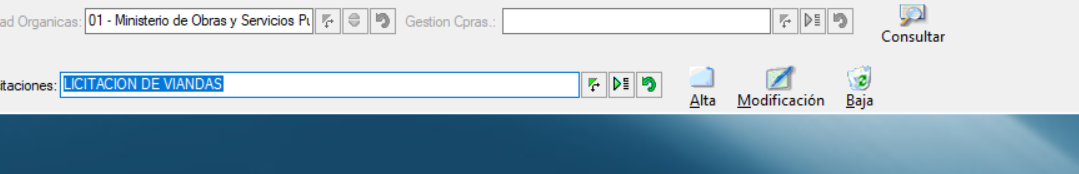 ad Organicas: 01 - Ministerio de Obras y Servicios Pu Gestion Cpras.:
Consultar
itaciones: LICITACION DE VIANDAS
Alta Modificación Baja